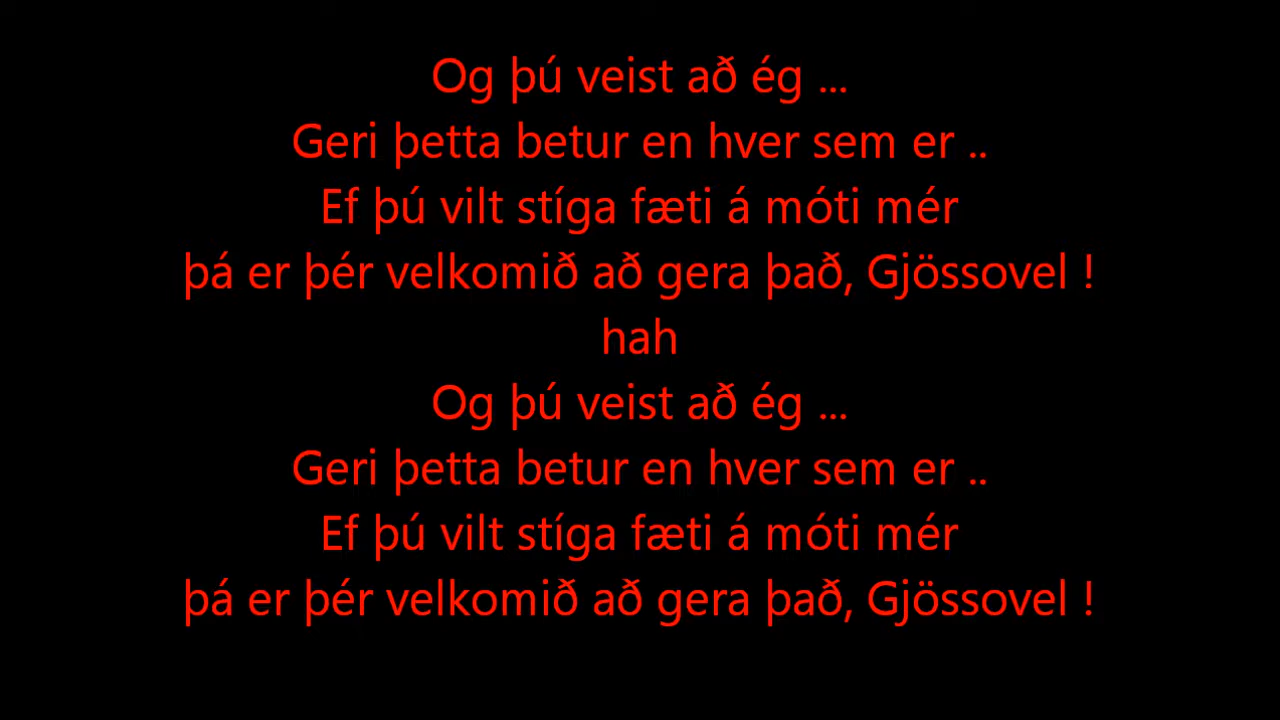 Og þú veist að ég ...
Geri þetta betur en hver sem er ..
Ef þú vilt stíga fæti á móti mér
þá er þér velkomið að gera það, Gjössovel !
hah
Og þú veist að ég ...
Geri þetta betur en hver sem er ..
Ef þú vilt stíga fæti á móti mér
þá er þér velkomið að gera það, Gjössovel !